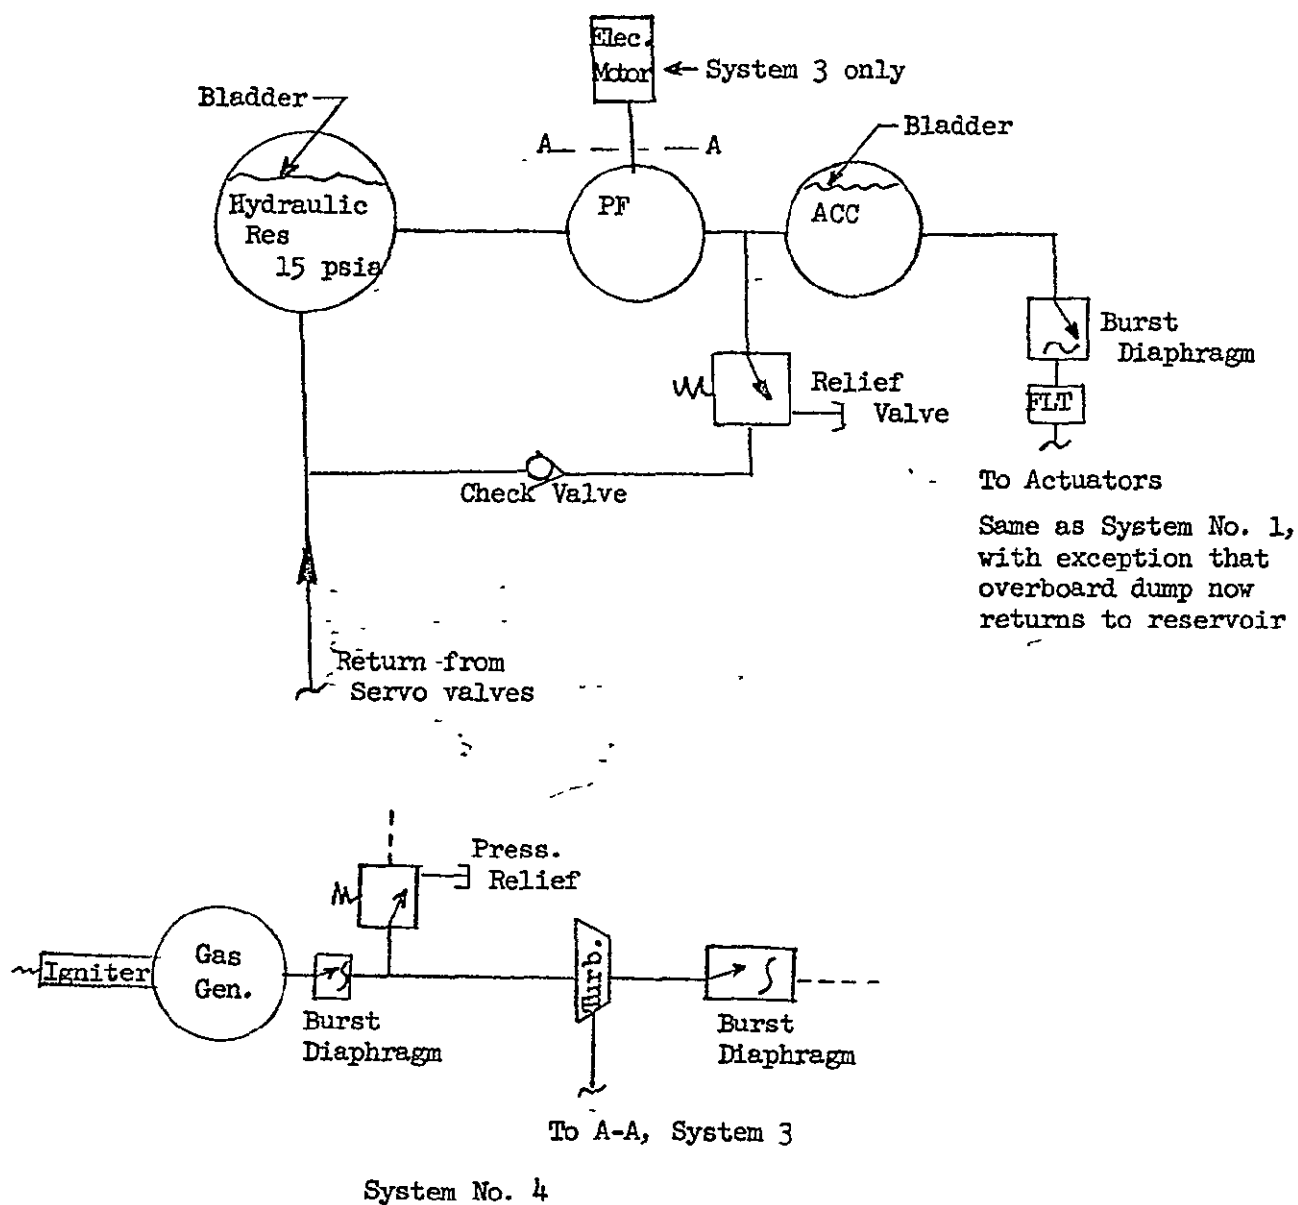 Elec.
Motor
System 3 only
Bladder
A
A
Bladder
Hydraulic
Res
15 psia
PF
ACC
Burst
Diaphragm
Relief
Valve
FLT
Check Valve
To Actuators
Same as System No. 1,
with exception that
overboard dump now
returns to reservoir
Return from
Servo valves
Press.
Relief
Igniter
Gas
Gen.
Turb.
Burst
Diaphragm
Burst
Diaphragm
To A-A, System 3
System No. 4